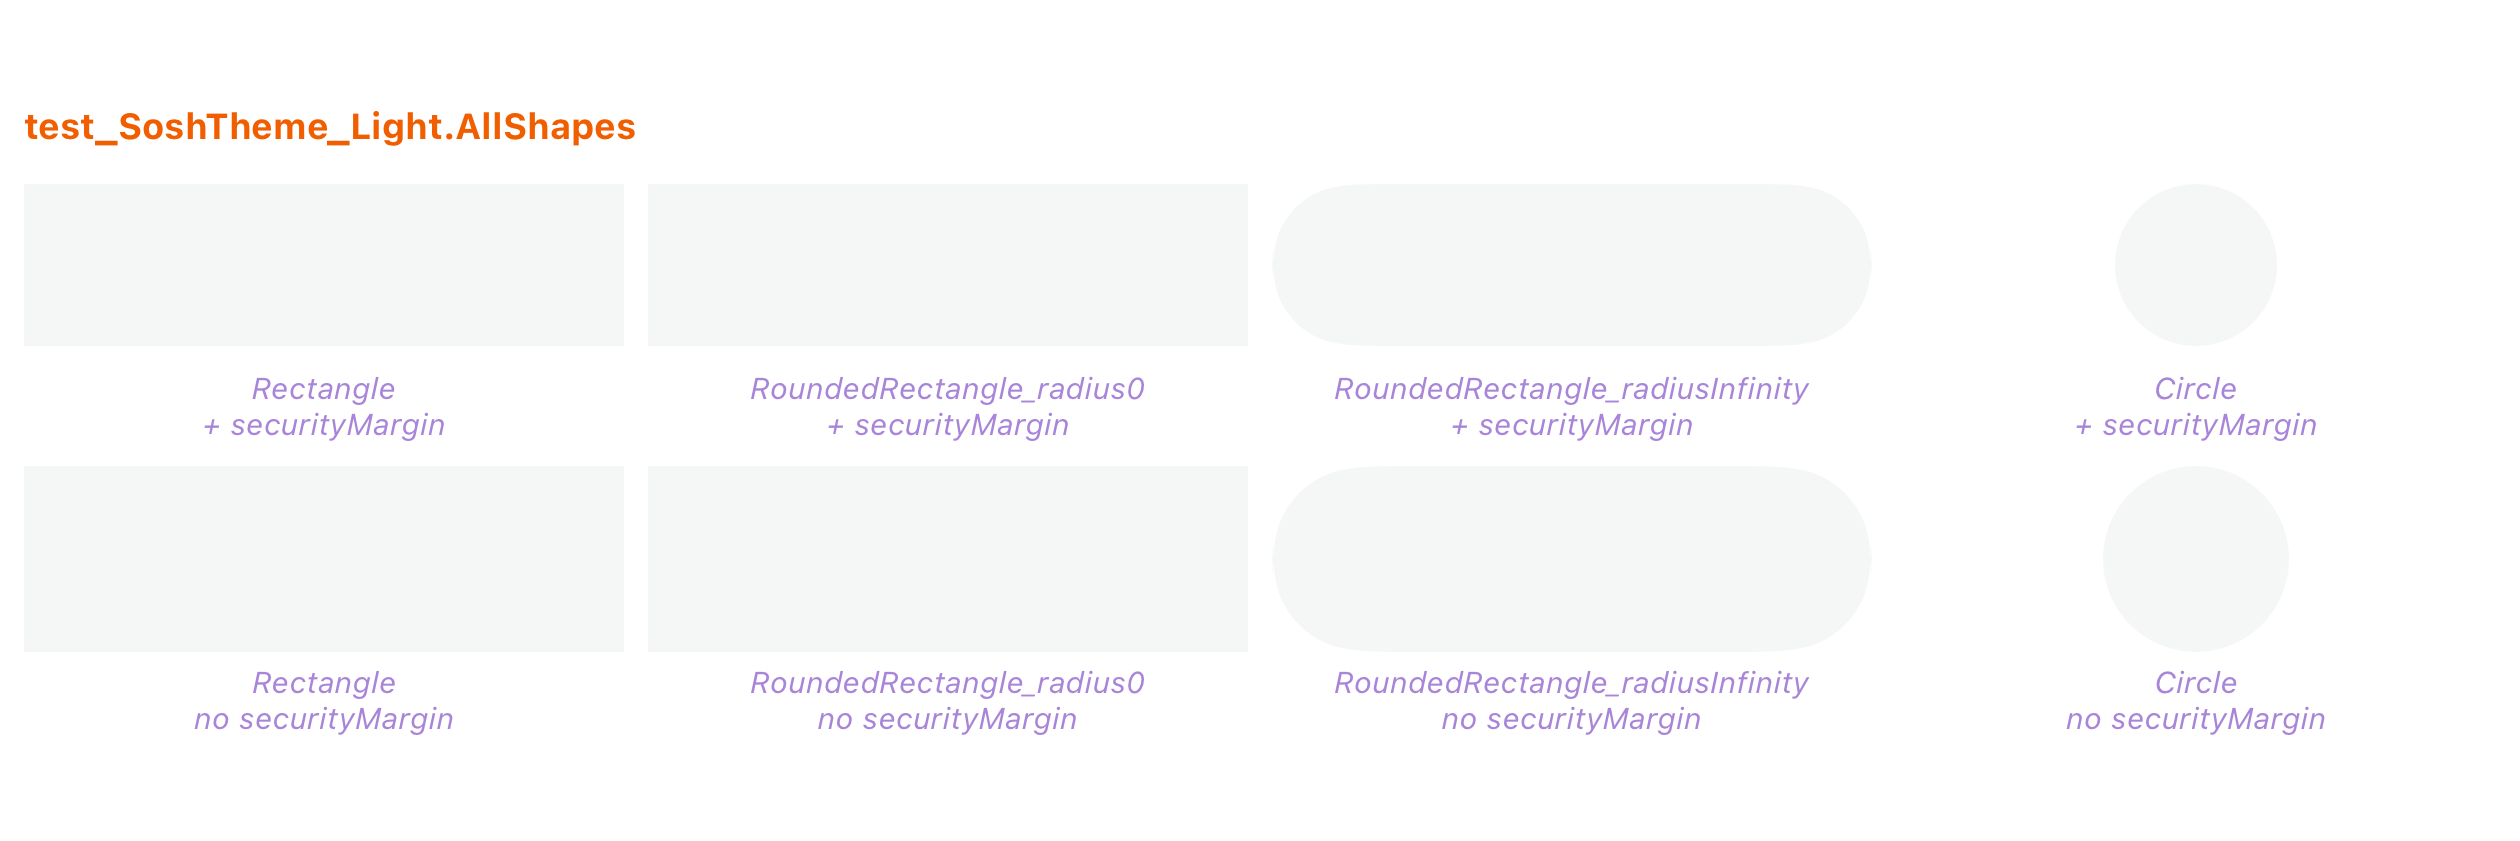 test_SoshTheme_Light.AllShapes
Rectangle
+ securityMargin
RoundedRectangle_radius0
+ securityMargin
RoundedRectangle_radiusInfinity
+ securityMargin
Circle
+ securityMargin
Rectangle
no securityMargin
RoundedRectangle_radius0
no securityMargin
RoundedRectangle_radiusInfinity
no securityMargin
Circle
no securityMargin